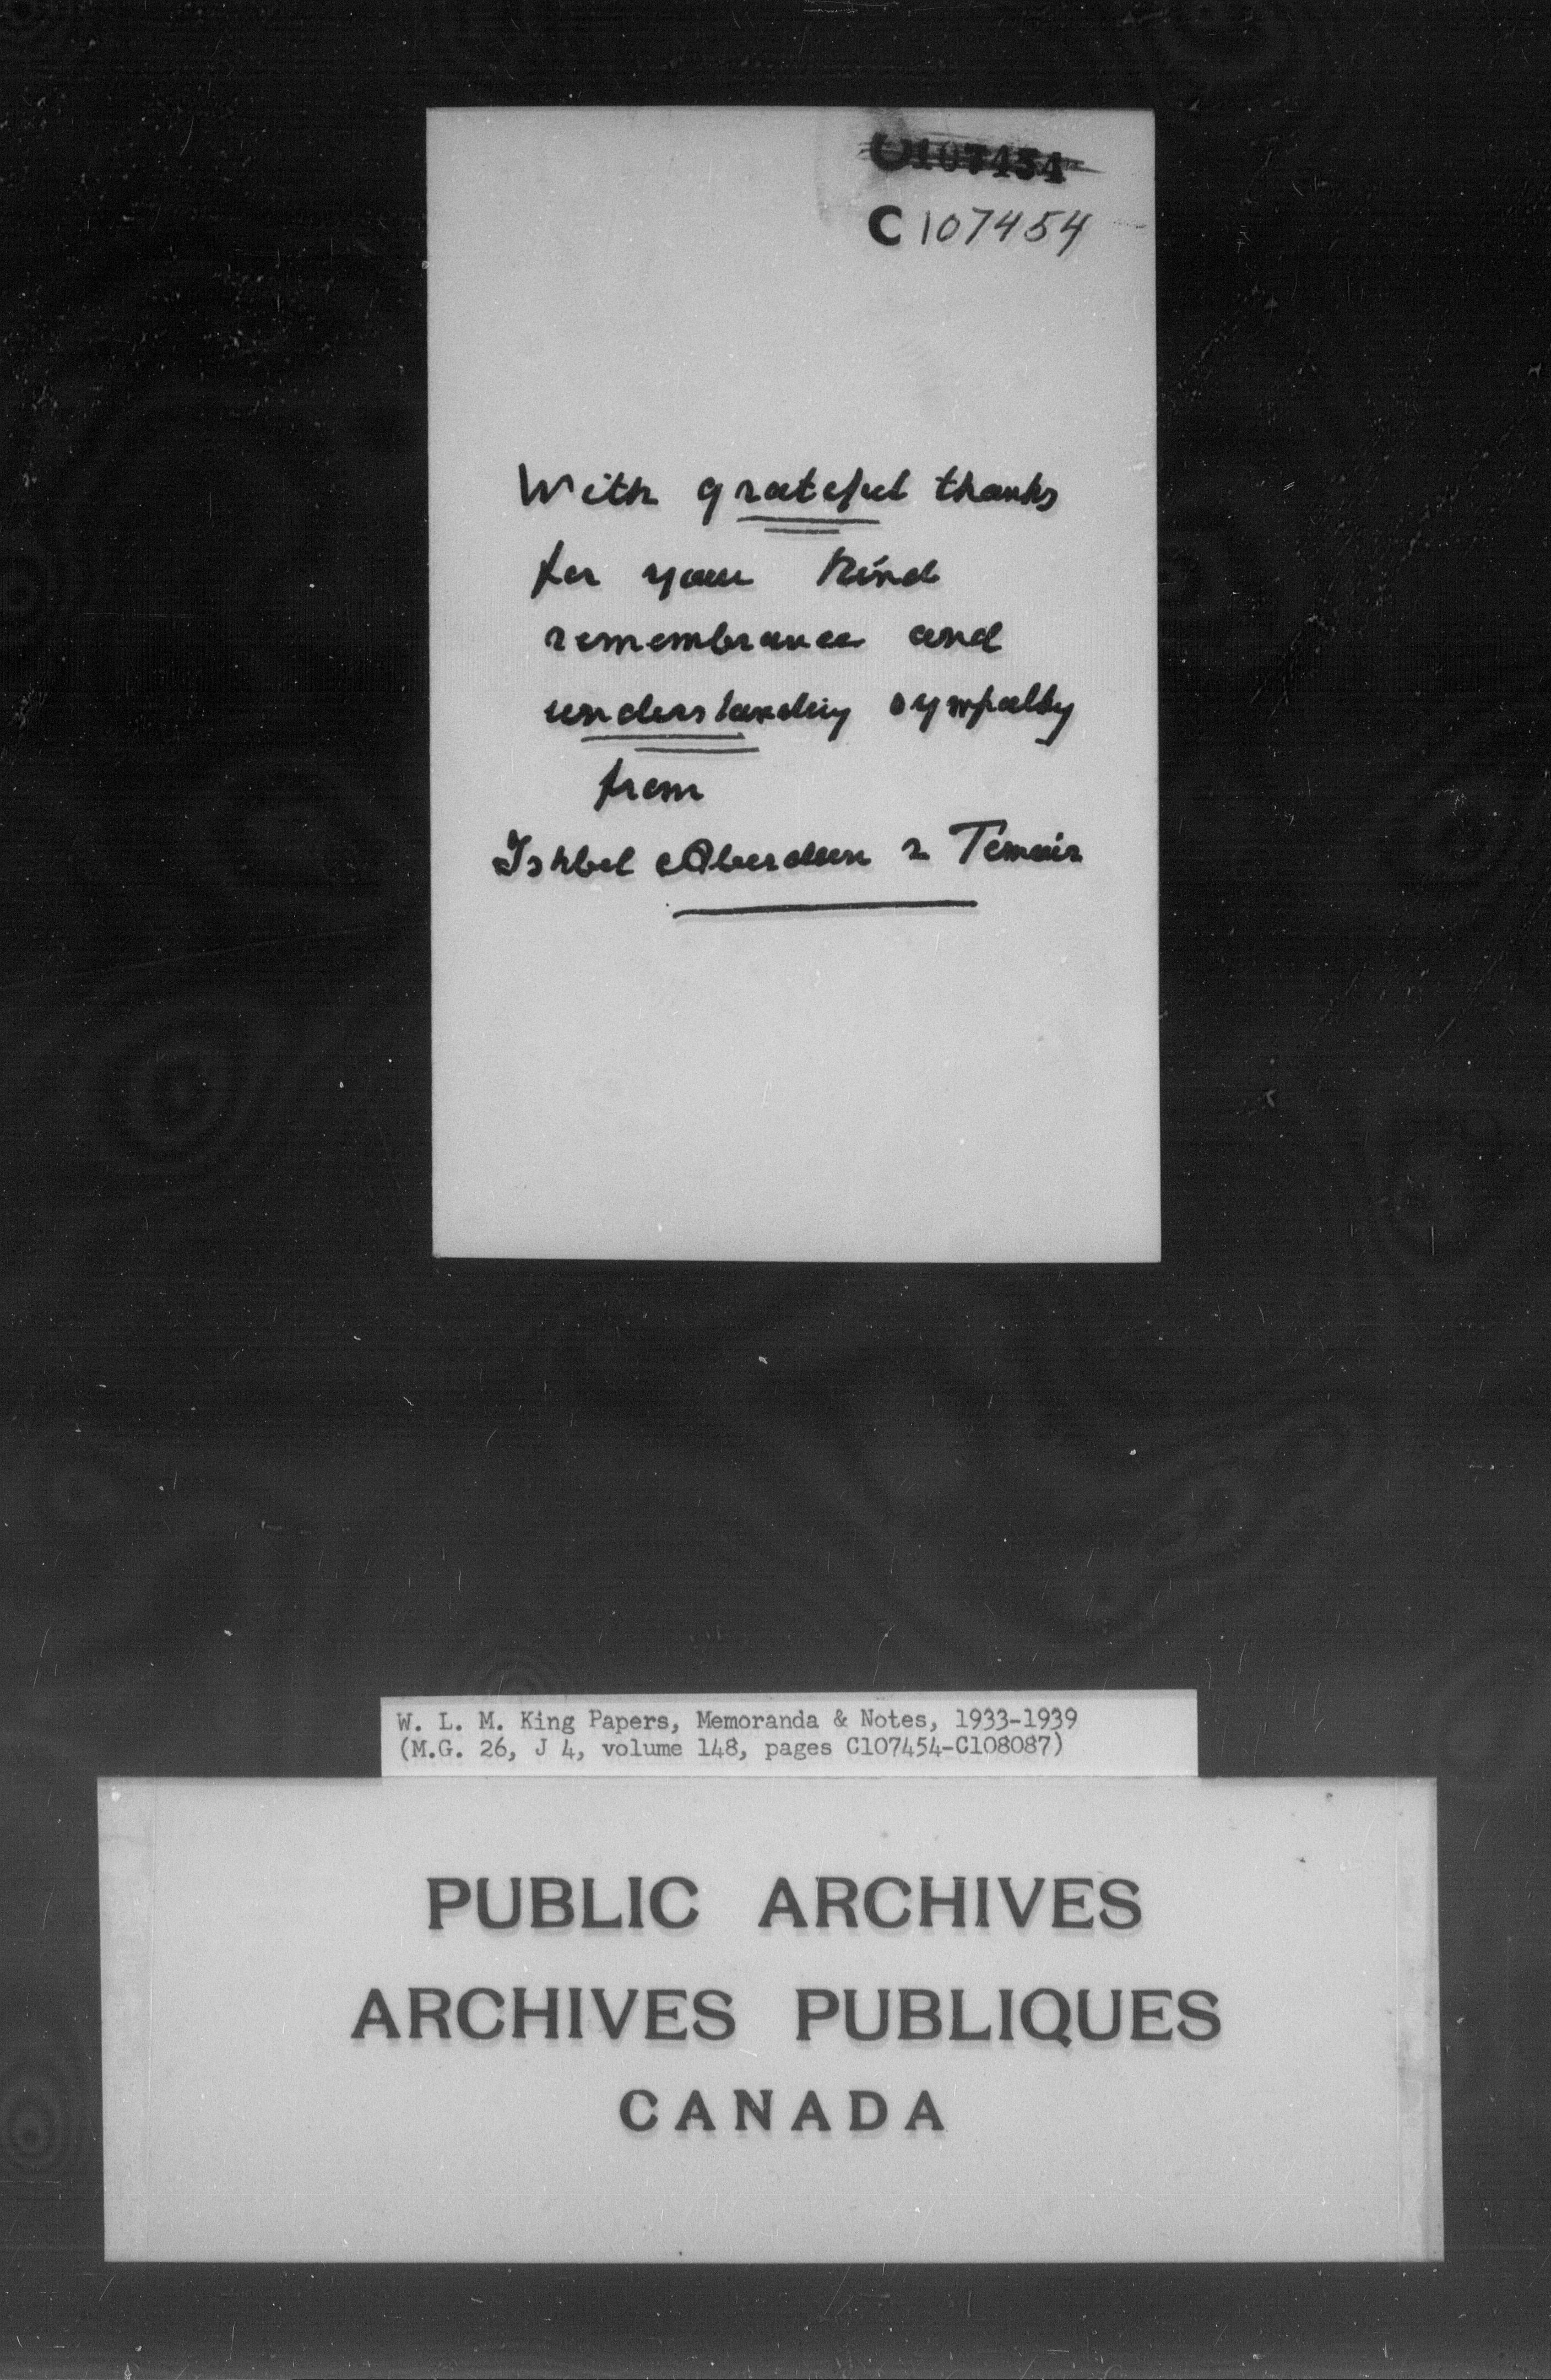 C107454
C107454
With grateful thanks
for your kind
remembrance and
understanding sympathy
from
Ishbel Aberdeen & Temair
W. L. M. King Papers, Memoranda & Notes, 1933-1939
(M.G. 26, J 4, volume 148, pages C107454-C108087)
PUBLIC ARCHIVES
ARCHIVES PUBLIQUES
CANADA